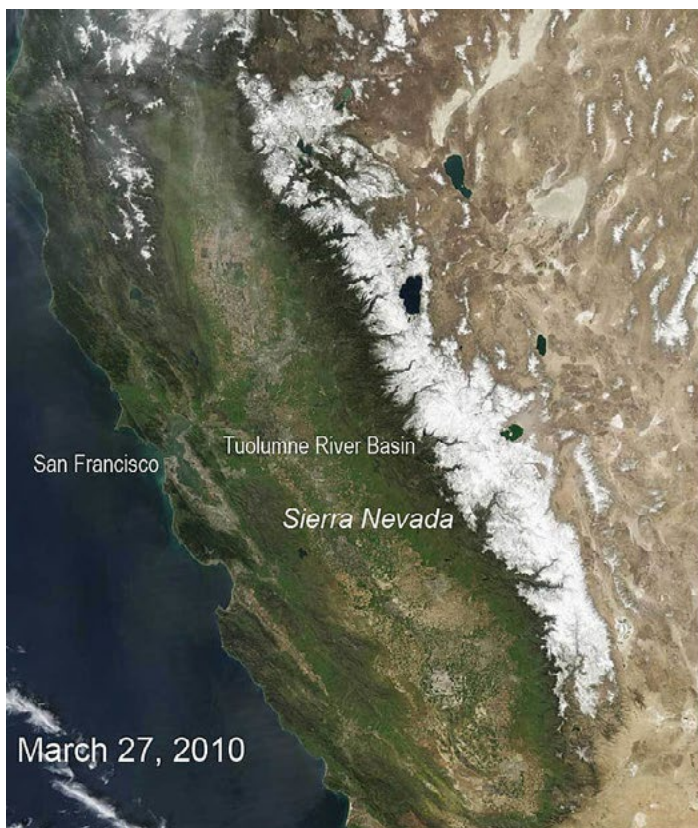 Tuolumne River Basin
San Francisco
Sierra Nevada
March 27, 2010